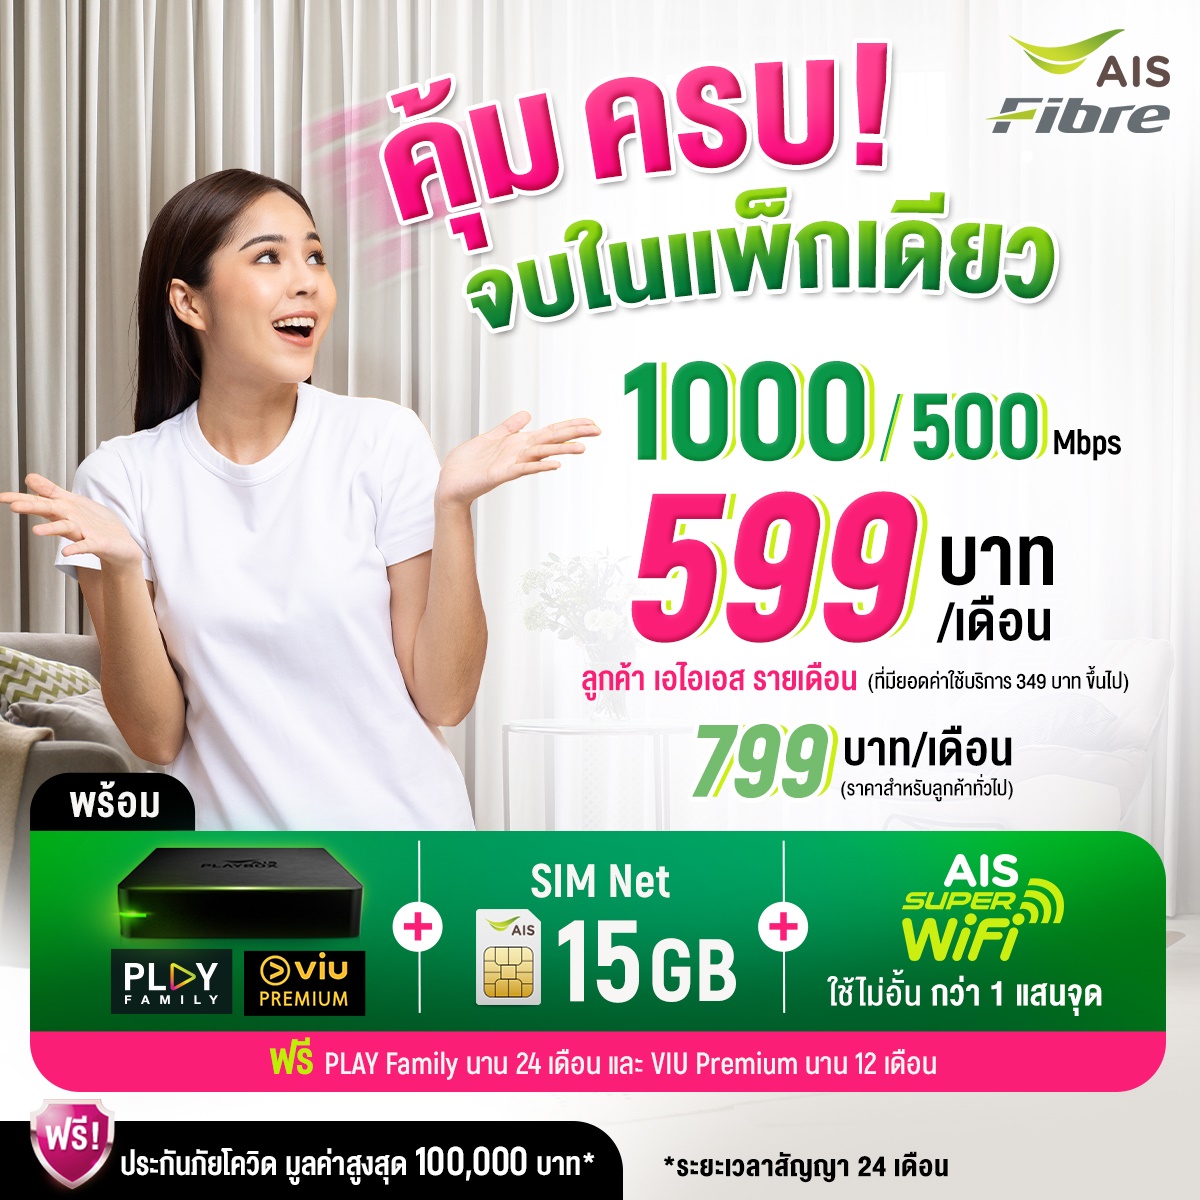 AIS
Fibre
คุ้ม ครบ!
จบในแพ็กเดียว
1000/500 Mbps
599 บาท
/เดือน
ลูกค้า เอไอเอส รายเดือน (ที่มียอดค่าใช้บริการ 349 บาท ขึ้นไป)
799 บาท/เดือน
(ราคาสำหรับลูกค้าทั่วไป)
พร้อม
AIS
PLAYBOX
PLAY
FAMILY
viu
PREMIUM
+
SIM Net
AIS
15 GB
+
AIS
SUPER
WiFi
ใช้ไม่อั้น กว่า 1 แสนจุด
ฟรี PLAY Family นาน 24 เดือน และ VIU Premium นาน 12 เดือน
ฟรี!
ประกันภัยโควิด มูลค่าสูงสุด 100,000 บาท*
*ระยะเวลาสัญญา 24 เดือน